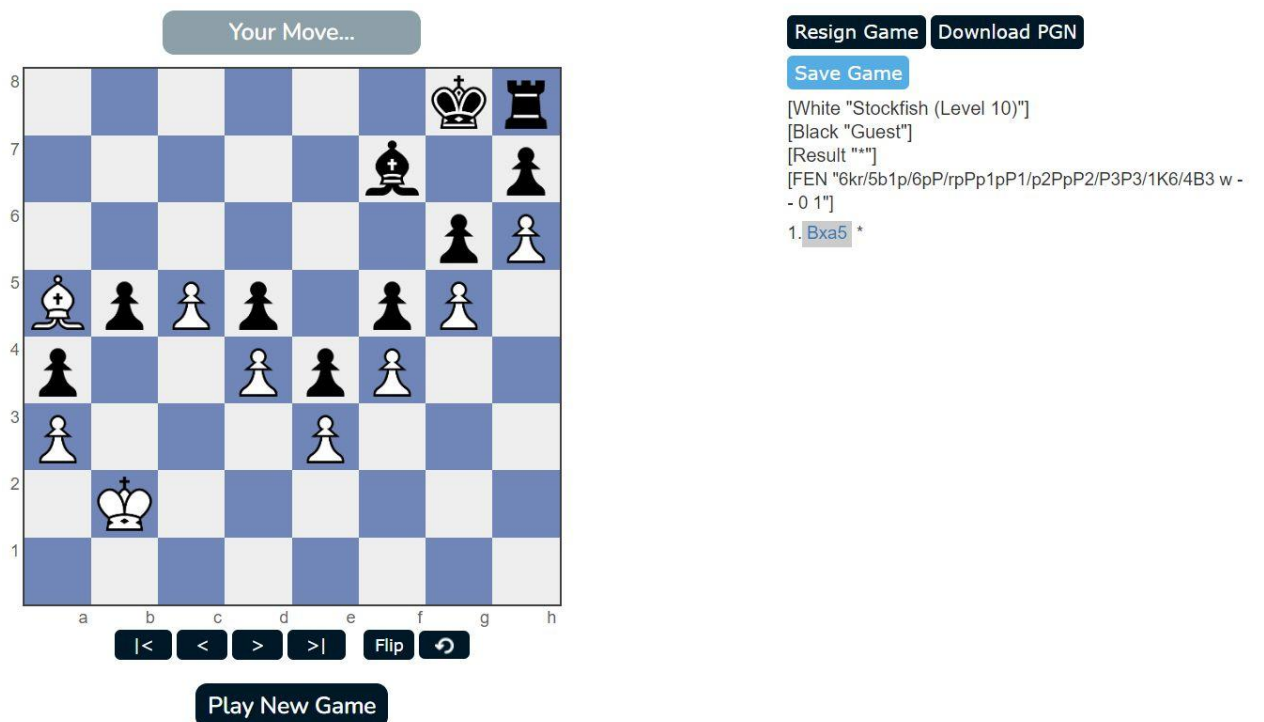 Your Move...
Resign Game
Download PGN
Save Game
[White "Stockfish (Level 10)"]
[Black "Guest"]
[Result "*"]
[FEN "6kr/5b1p/6pP/rpPp1pP1/p2PpP2/P3P3/1K6/4B3 w -
- 0 1"]
1. Bxa5 *
8
7
6
5
4
3
2
1
a b c d e f g h
|< < > >| Flip
Play New Game